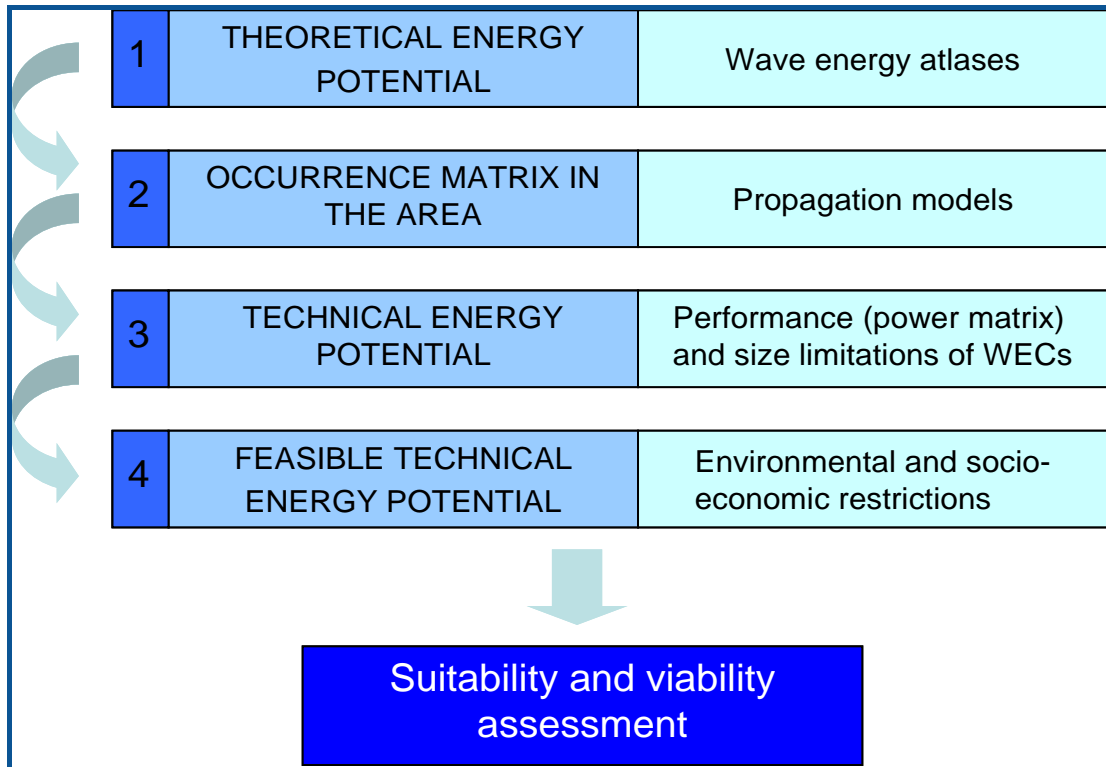 1
THEORETICAL ENERGY
POTENTIAL
Wave energy atlases
2
OCCURRENCE MATRIX IN
THE AREA
Propagation models
3
TECHNICAL ENERGY
POTENTIAL
Performance (power matrix)
and size limitations of WECs
4
FEASIBLE TECHNICAL
ENERGY POTENTIAL
Environmental and socio-
economic restrictions
Suitability and viability
assessment